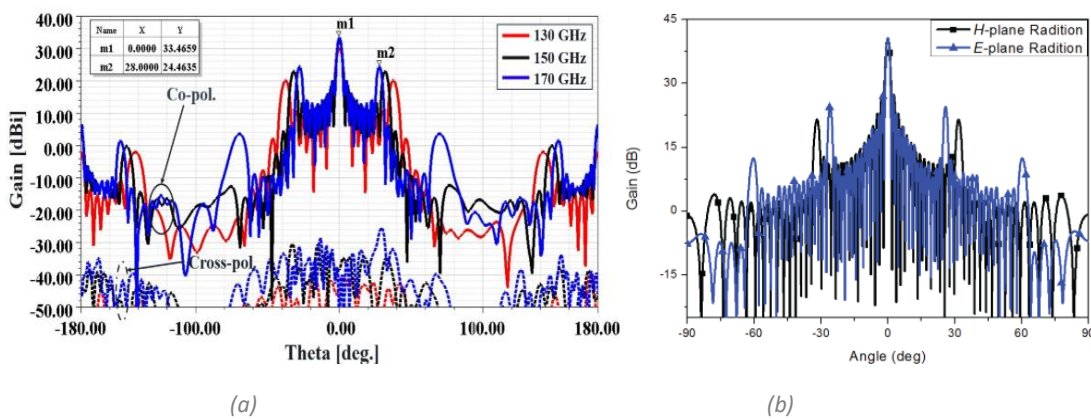 40.00
30.00
20.00
10.00
0.00
-10.00
-20.00
-30.00
-40.00
-50.00
Gain [dBi]
Name X Y
m1 0.0000 33.4659
m2 28.0000 24.4635
m1
m2
Co-pol.
Cross-pol.
130 GHz
150 GHz
170 GHz
-180.00 -100.00 0.00 100.00 180.00
Theta [deg.]
(a)
b)
45
30
15
0
-15
Gain (dB)
H-plane Radition
E-plane Radition
-90 -60 -30 0 30 60 90
Angle (deg)
(b)